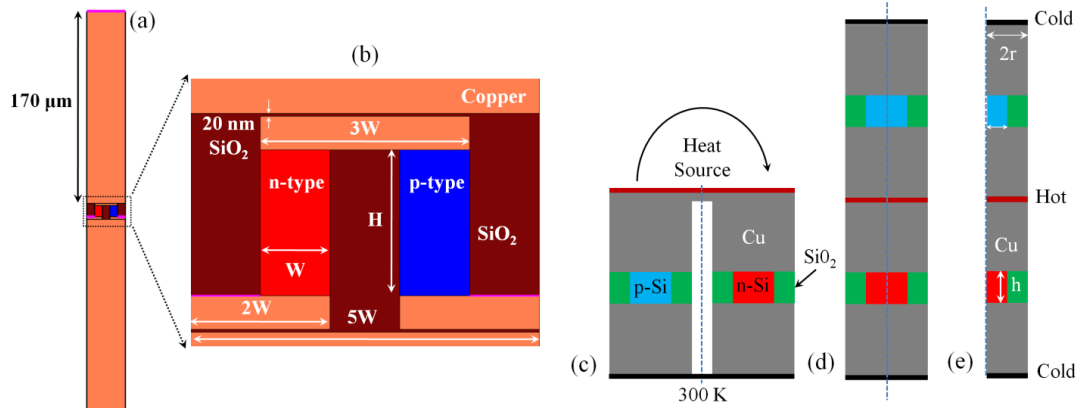 (a)
170 μm
(b)
Copper
20 nm
SiO₂
3W
n-type
p-type
H
W
SiO₂
2W
5W
Heat
Source
Cu
SiO₂
p-Si
n-Si
(c)
300 K
(d)
(e)
Cold
2r
Hot
Cu
h
Cold